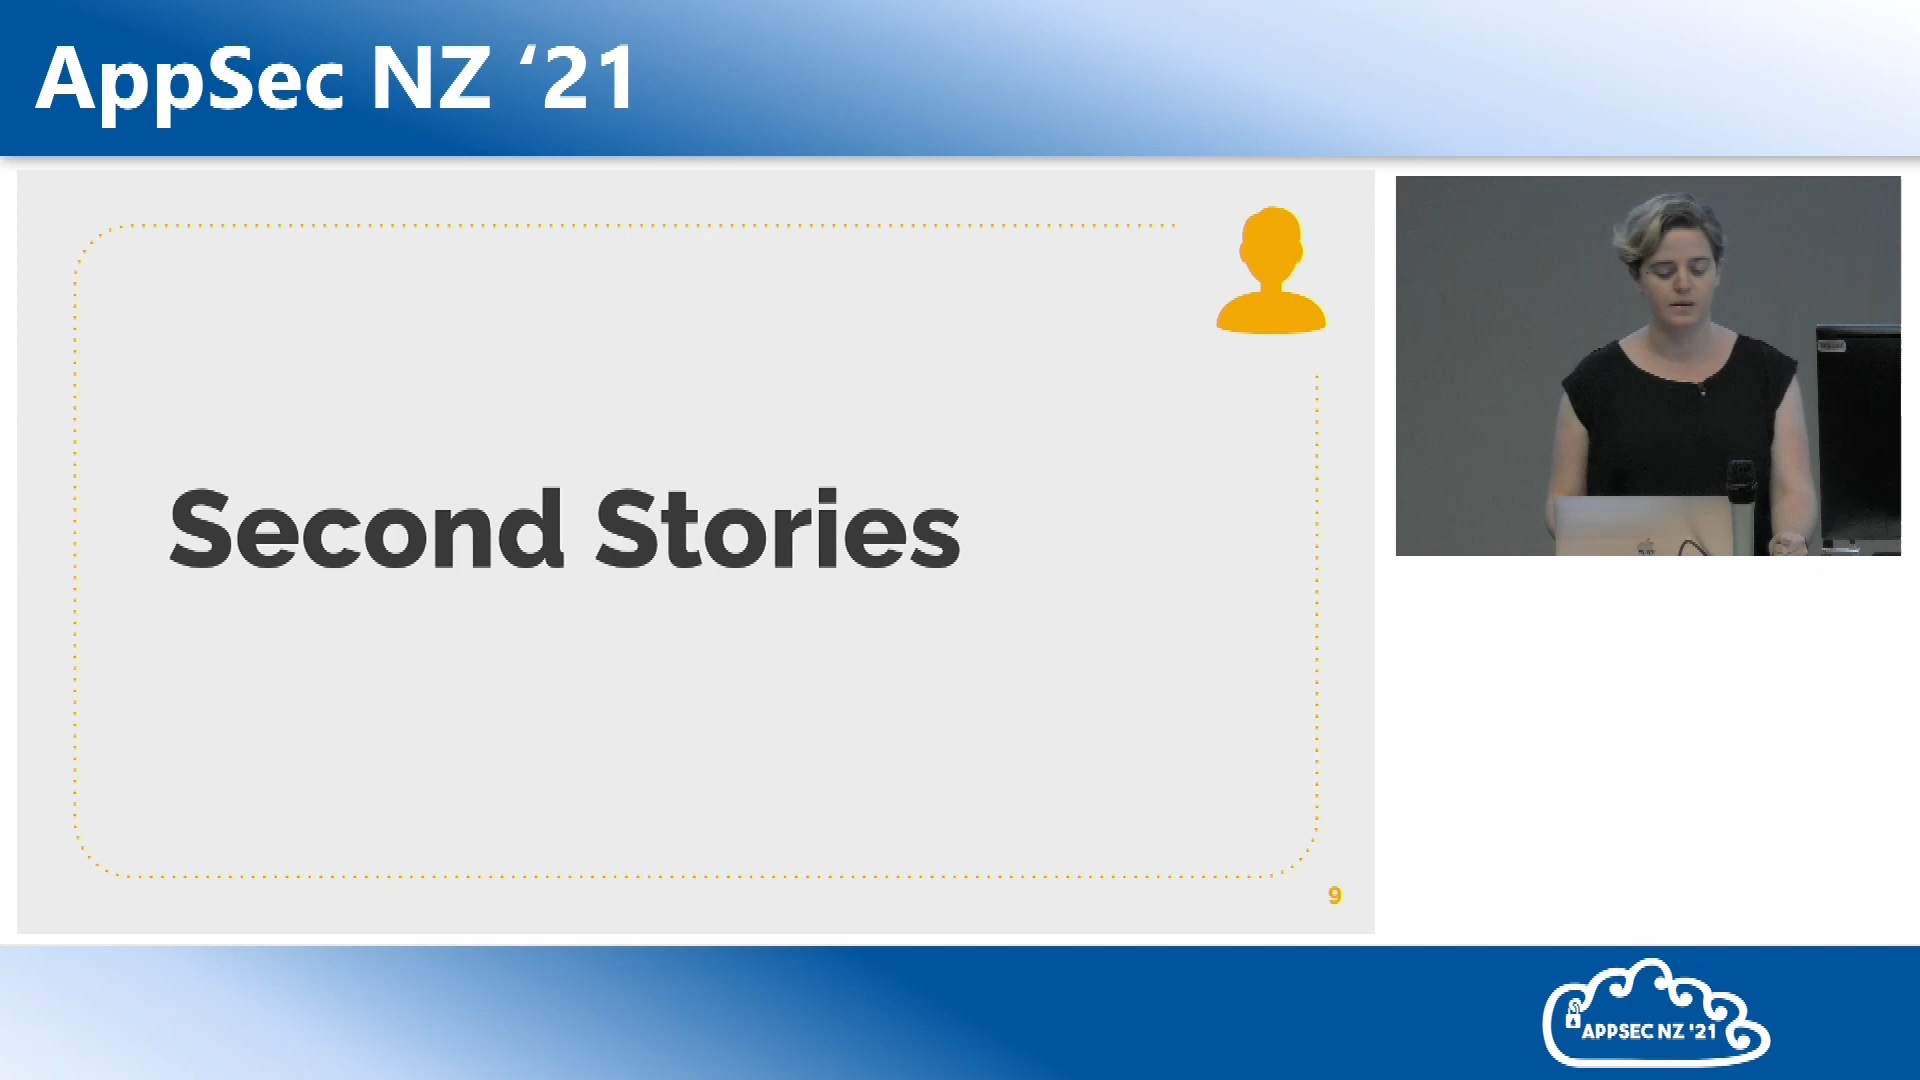 AppSec NZ ‘21
Second Stories
9
APPSEC NZ '21